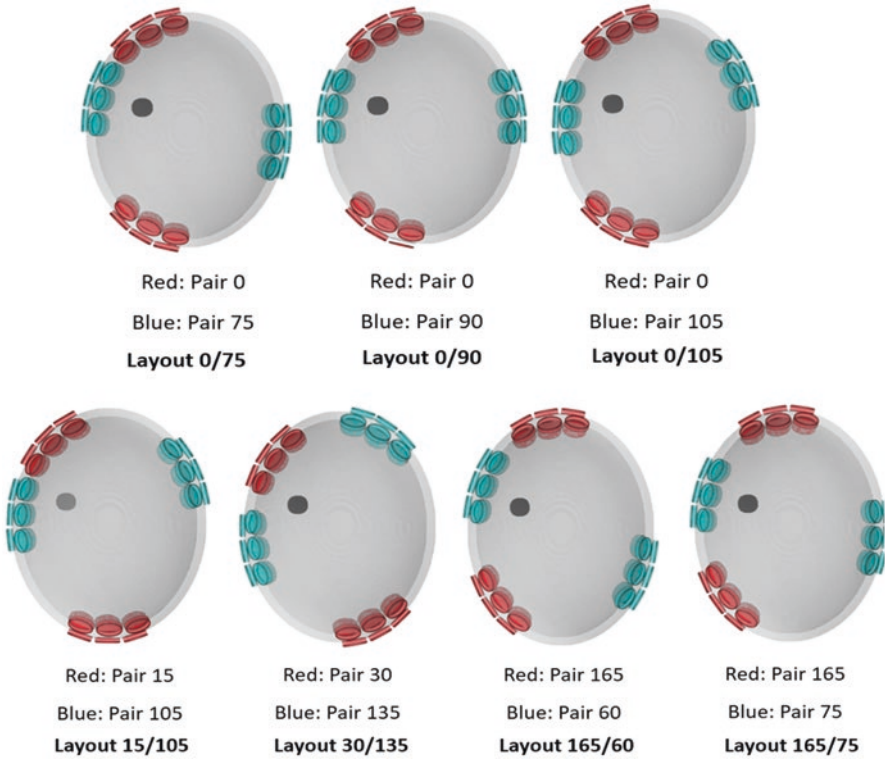 Red: Pair 0
Blue: Pair 75
Layout 0/75
Red: Pair 0
Blue: Pair 90
Layout 0/90
Red: Pair 0
Blue: Pair 105
Layout 0/105
Red: Pair 15
Blue: Pair 105
Layout 15/105
Red: Pair 30
Blue: Pair 135
Layout 30/135
Red: Pair 165
Blue: Pair 60
Layout 165/60
Red: Pair 165
Blue: Pair 75
Layout 165/75